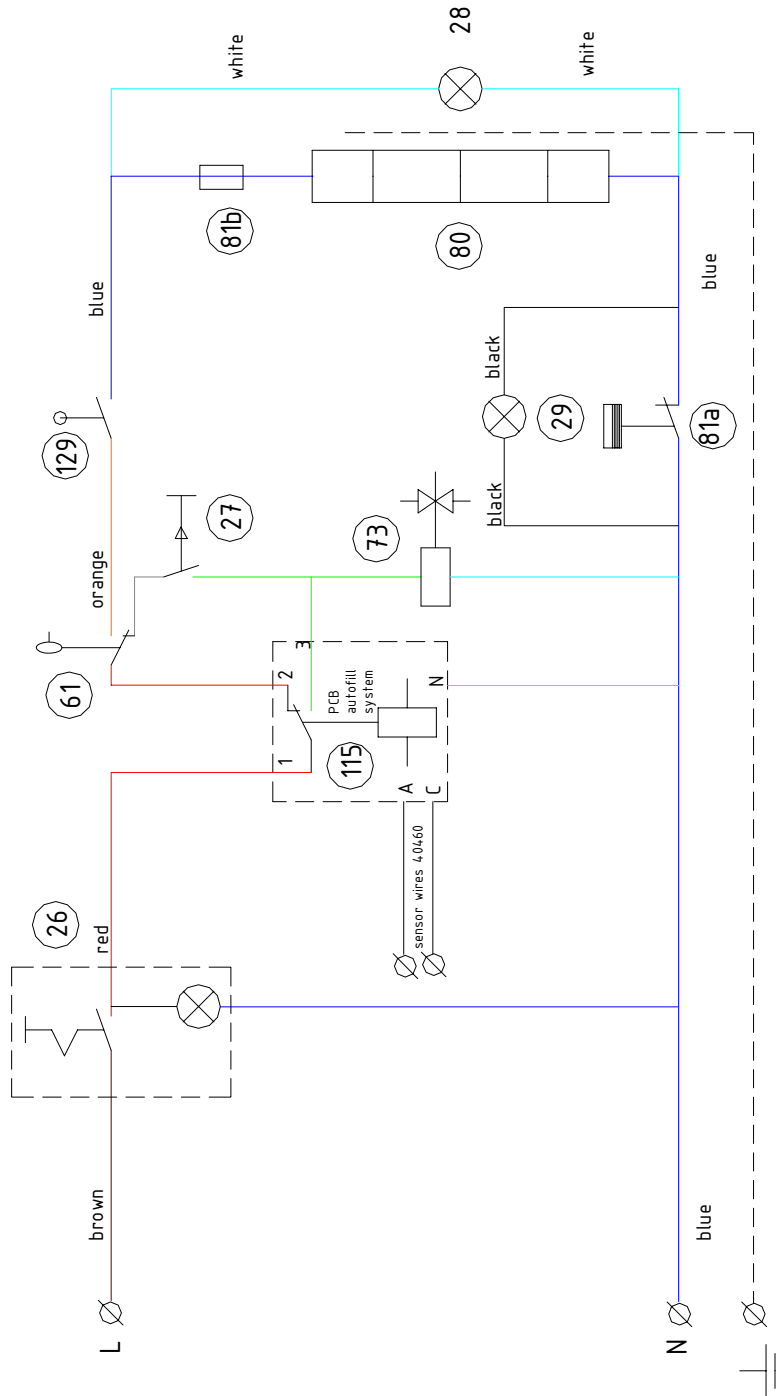 L
N
brown
blue
26
red
61
orange
129
blue
81b
white
28
white
80
blue
27
73
black
29
black
81a
115
1
2
3
PCB
autofill
system
N
A
C
sensor wires 40460